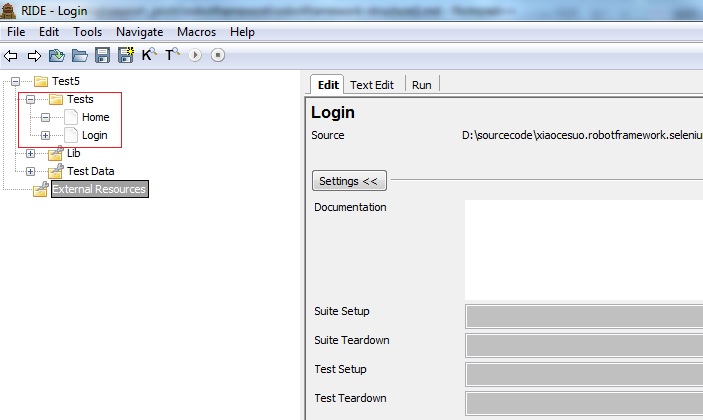 RIDE - Login
File Edit Tools Navigate Macros Help
Test5
Tests
Home
Login
Lib
Test Data
External Resources
Edit Text Edit Run
Login
Source D:\sourcecode\xiaocesuo.robotframework.seleniu
Settings <<
Documentation
Suite Setup
Suite Teardown
Test Setup
Test Teardown